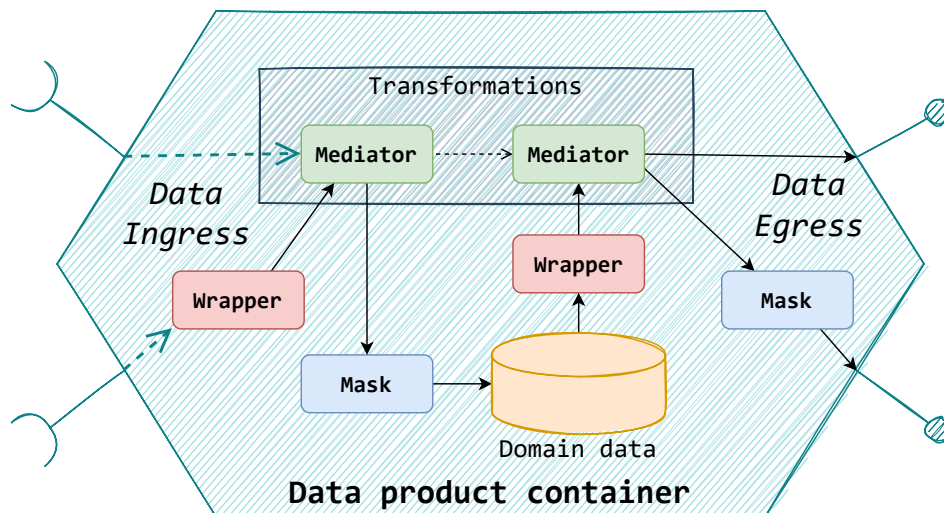 Transformations
Mediator
Mediator
Data
Ingress
Data
Egress
Wrapper
Wrapper
Mask
Mask
Domain data
Data product container